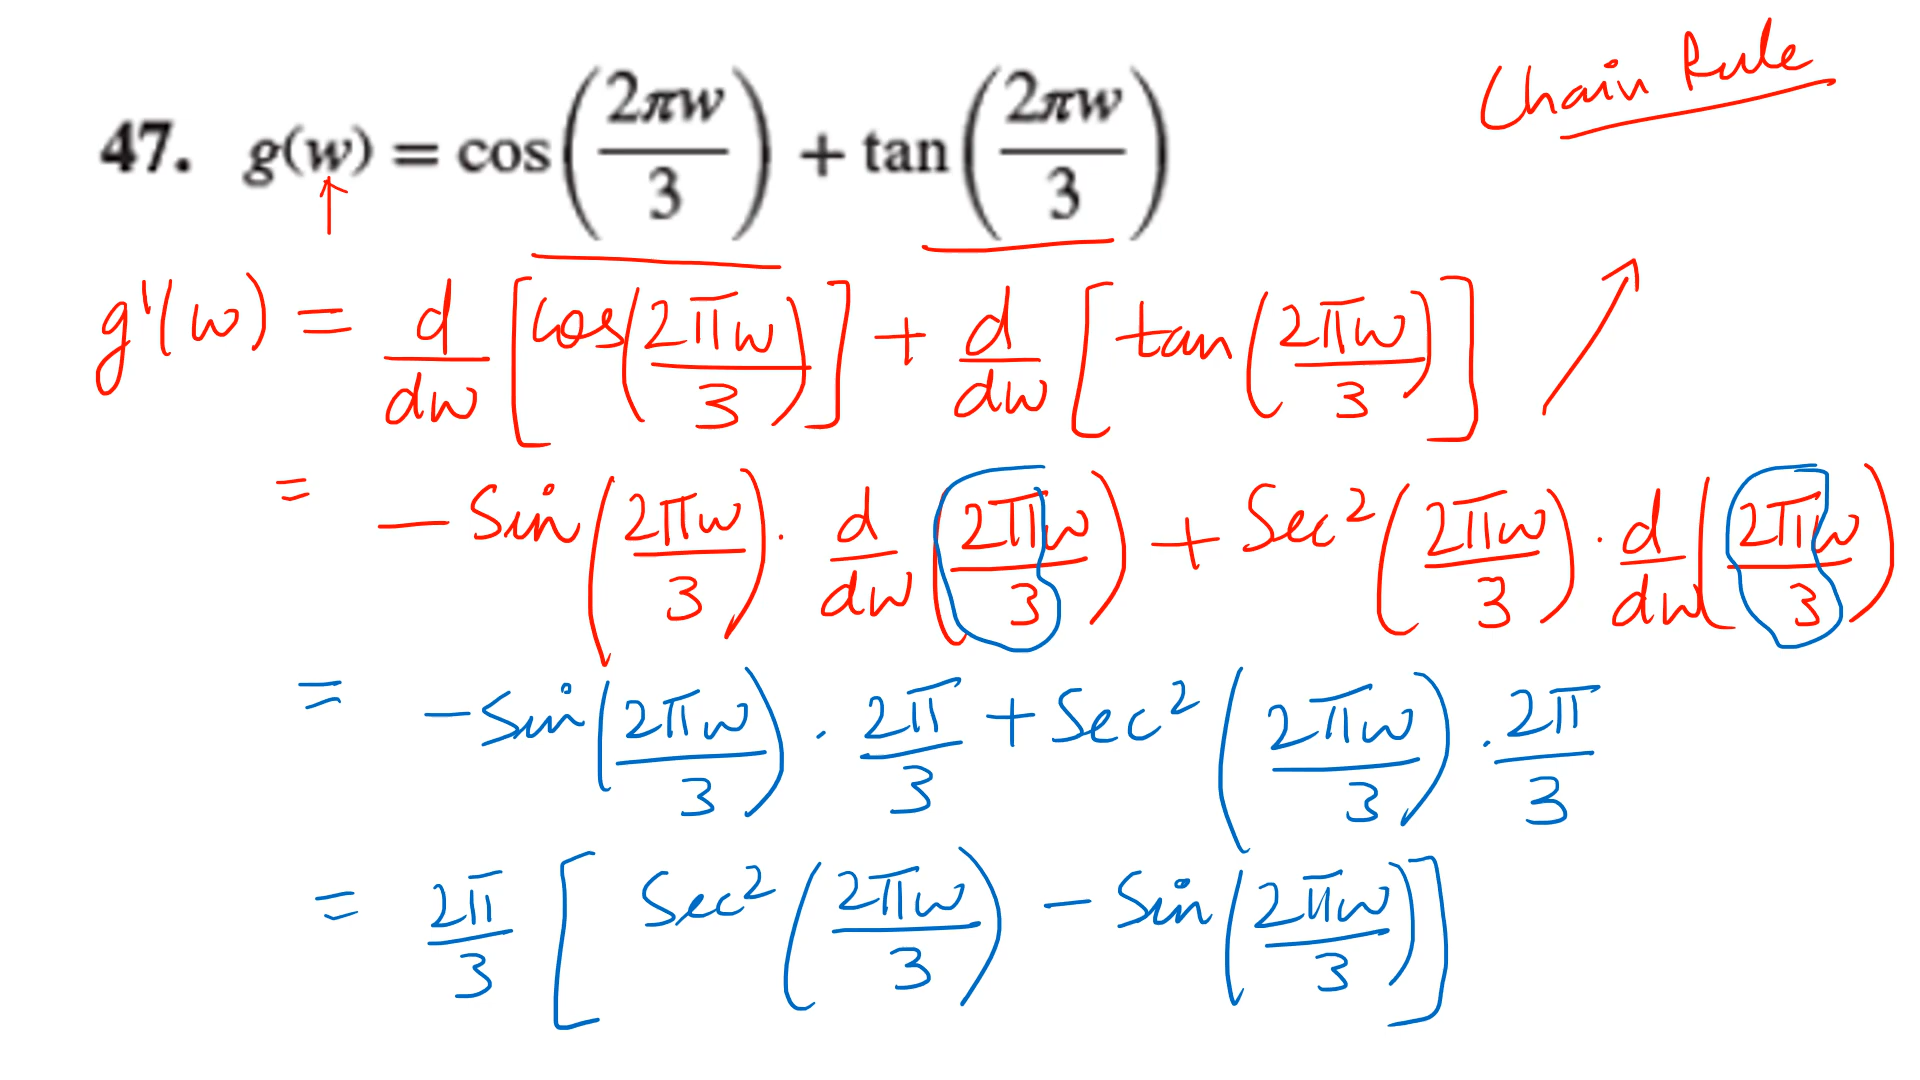 Chain Rule
47. g(w) = cos(2πw/3) + tan(2πw/3)
g'(w) = d/dw [cos(2πw/3)] + d/dw [tan(2πw/3)]
= − Sin(2πw/3) · d/dw (2πw/3) + Sec²(2πw/3) · d/dw (2πw/3)
= − Sin(2πw/3) · 2π/3 + Sec²(2πw/3) · 2π/3
= 2π/3 [Sec²(2πw/3) − Sin(2πw/3)]